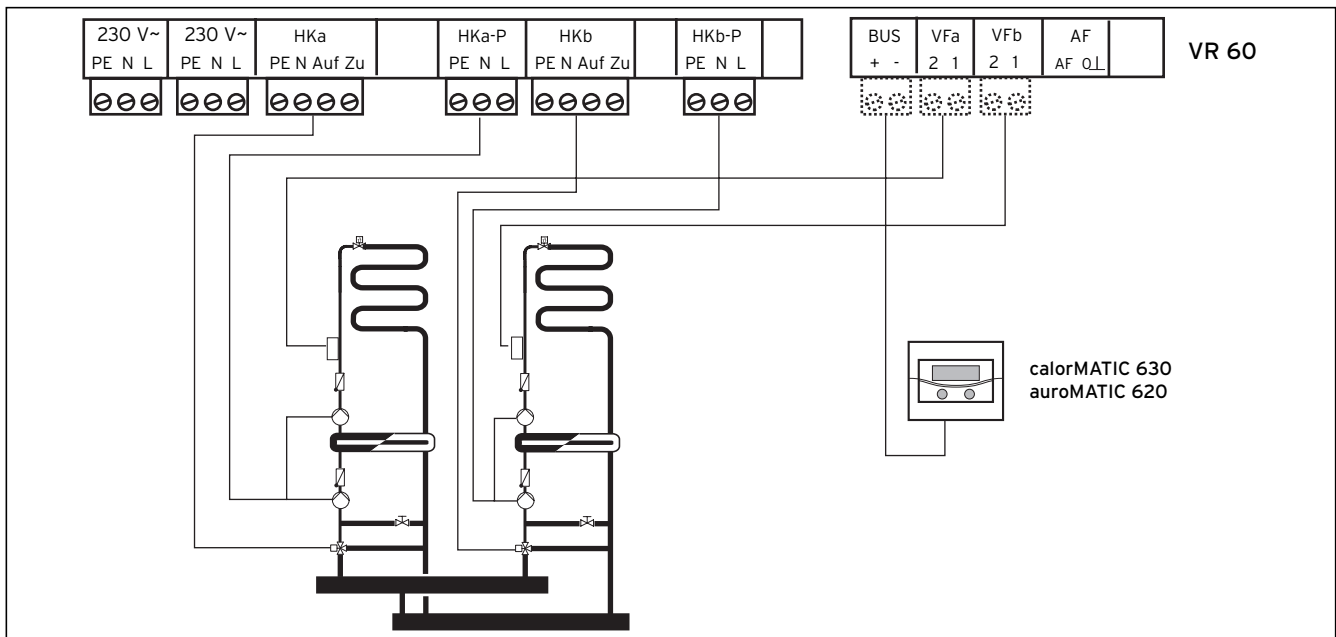 230 V~ 230 V~ HKa HKa-P HKb HKb-P BUS VFa VFb AF
PE N L PE N L PE N Auf Zu PE N L PE N Auf Zu PE N L + - 2 1 2 1 AF 0⊥
VR 60
calorMATIC 630
auroMATIC 620